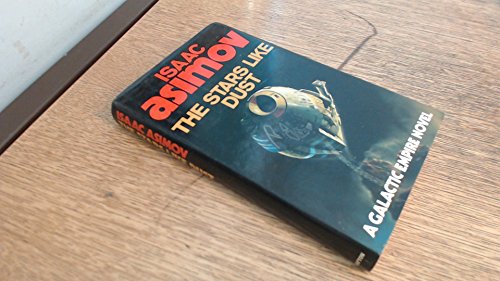 ISAAC
asimov
THE STARS LIKE
DUST
A GALACTIC EMPIRE NOVEL
ISAAC ASIMOV